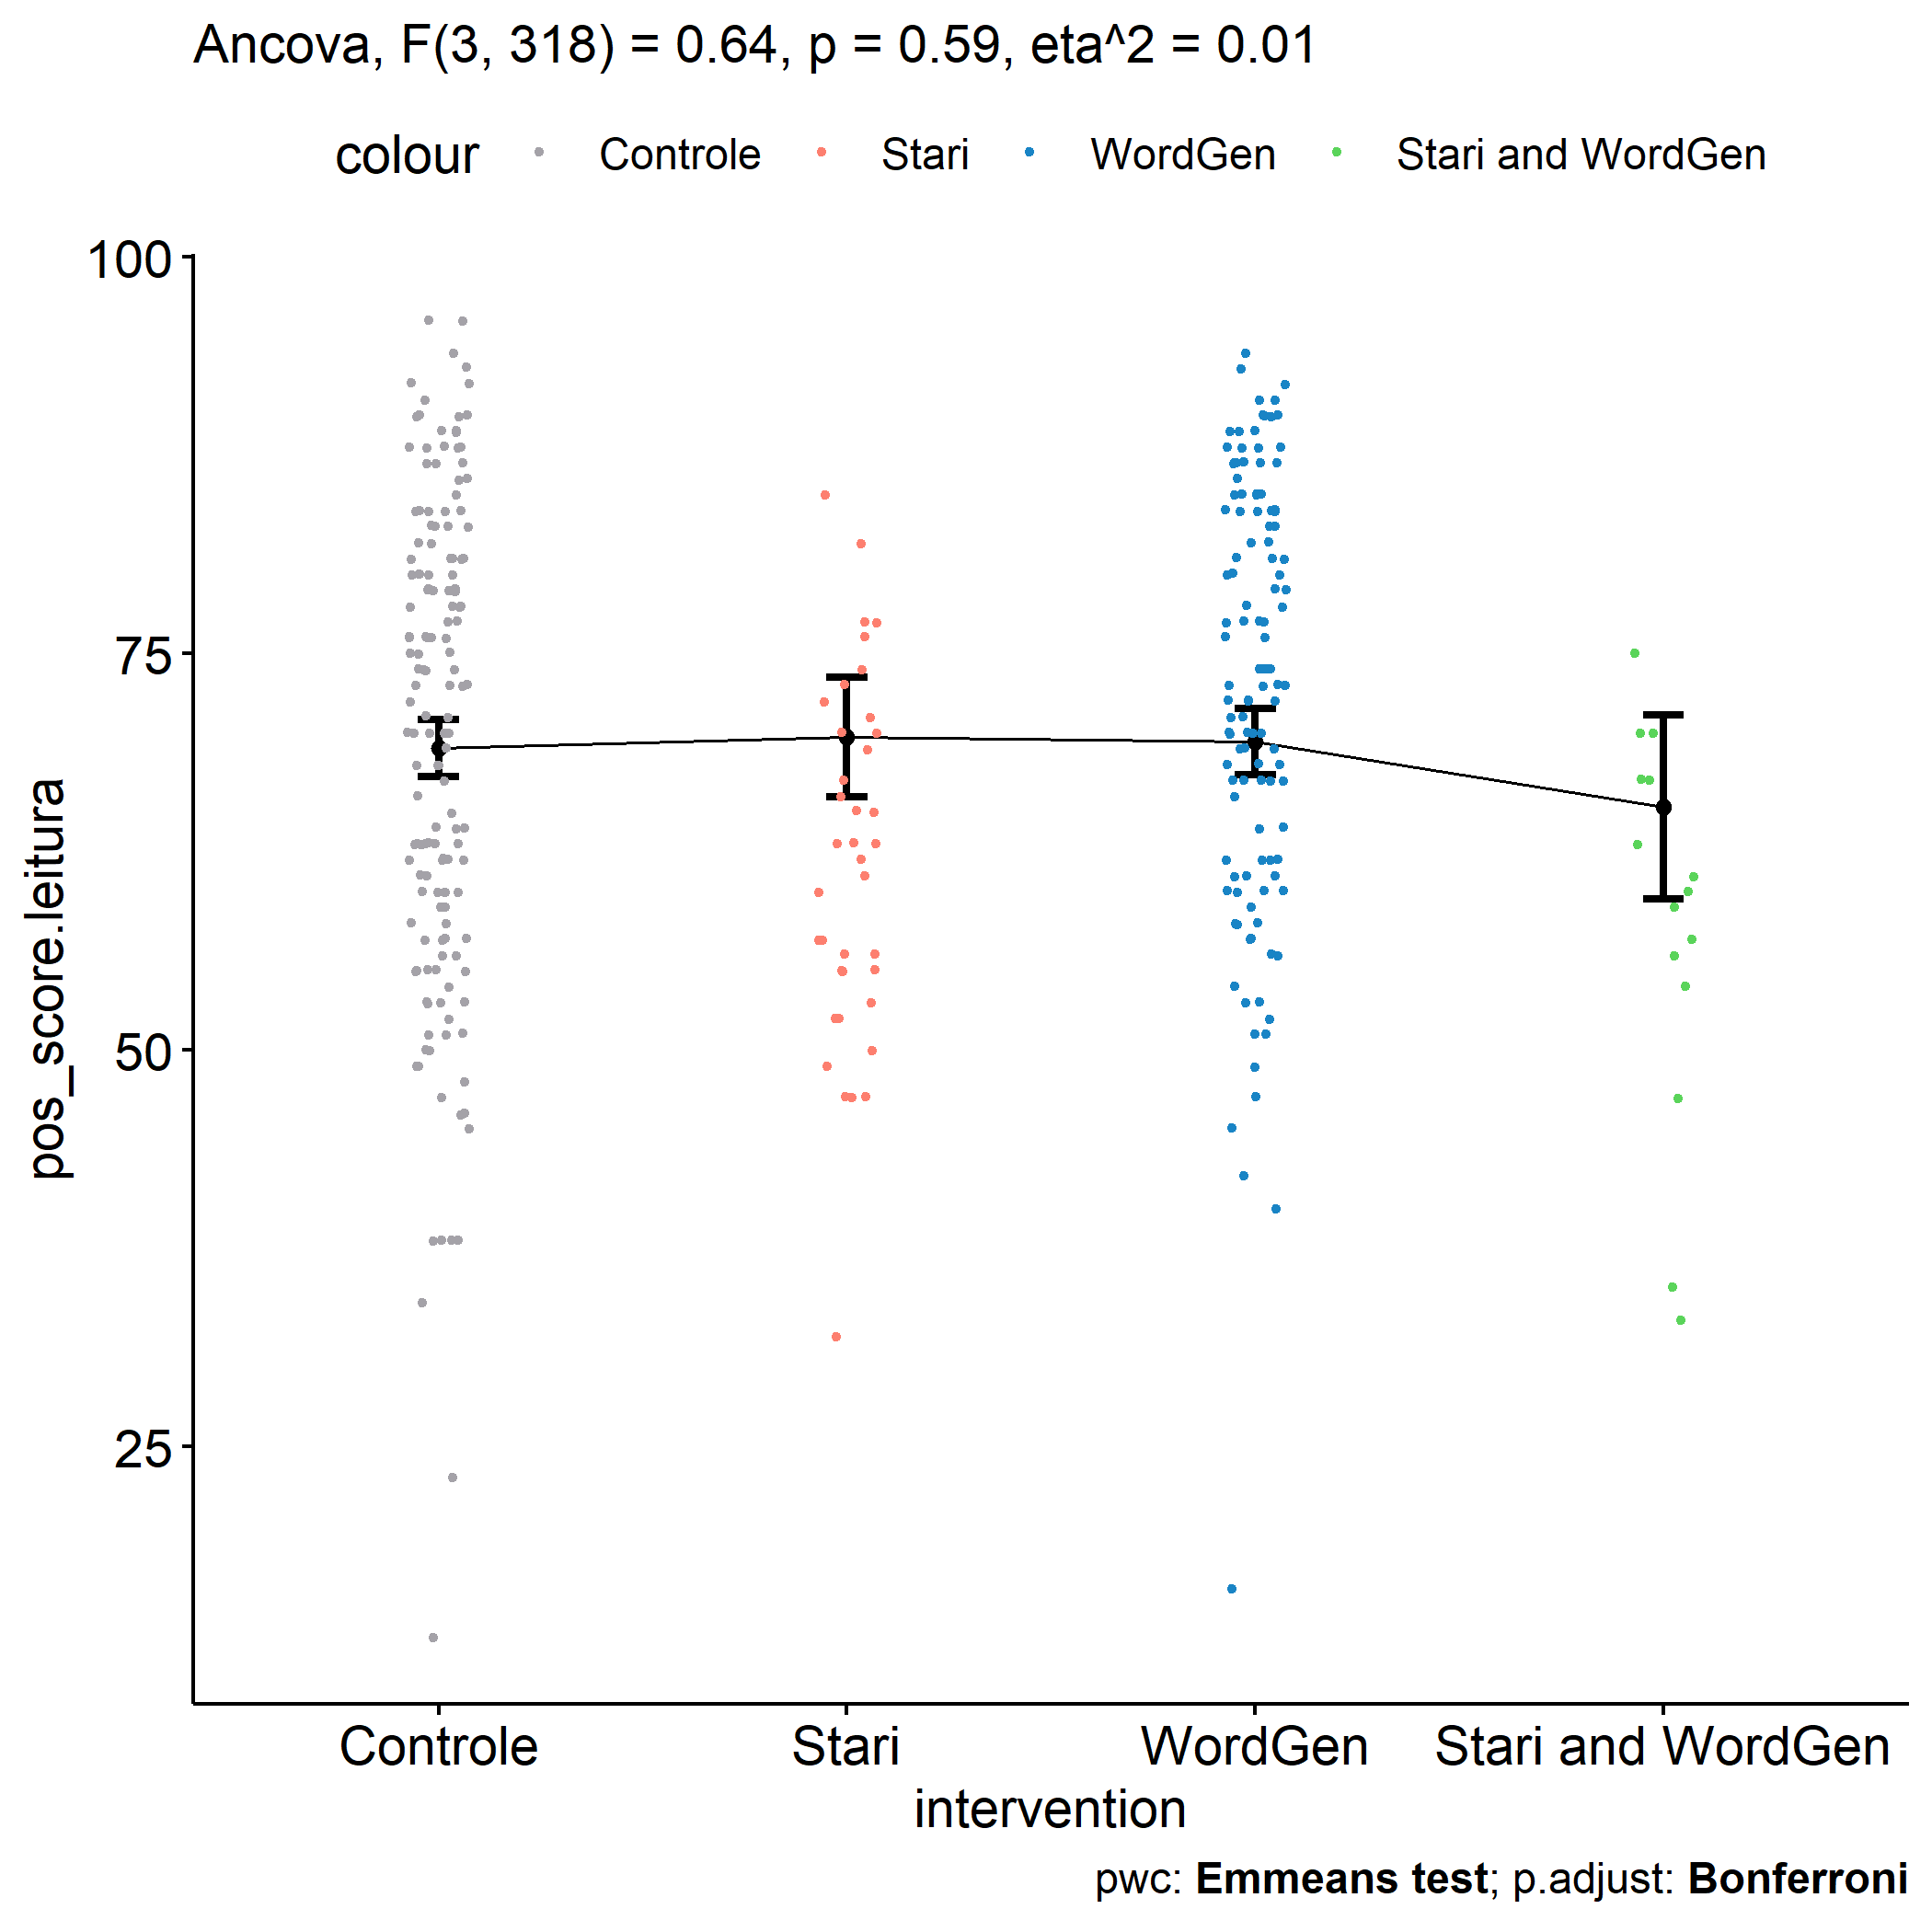 Ancova, F(3, 318) = 0.64, p = 0.59, eta^2 = 0.01
colour Controle Stari WordGen Stari and WordGen
100
75
50
25
pos_score.leitura
Controle Stari WordGen Stari and WordGen
intervention
pwc: Emmeans test; p.adjust: Bonferroni